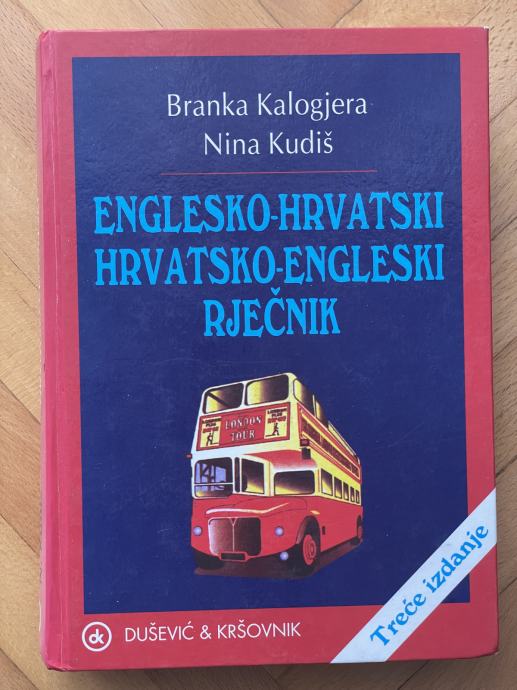 Branka Kalogjera
Nina Kudiš
ENGLESKO-HRVATSKI
HRVATSKO-ENGLESKI
RJEČNIK
LONDON
TOUR
dk DUŠEVIĆ & KRŠOVNIK
Treće izdanje